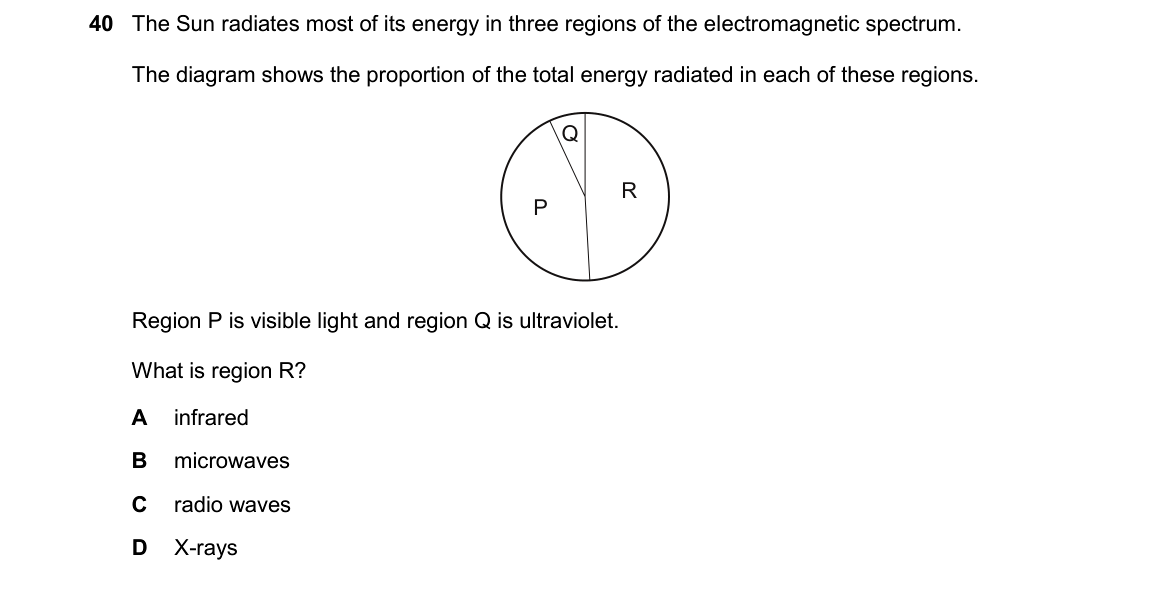 40 The Sun radiates most of its energy in three regions of the electromagnetic spectrum.
The diagram shows the proportion of the total energy radiated in each of these regions.
Q
R
P
Region P is visible light and region Q is ultraviolet.
What is region R?
A infrared
B microwaves
C radio waves
D X-rays